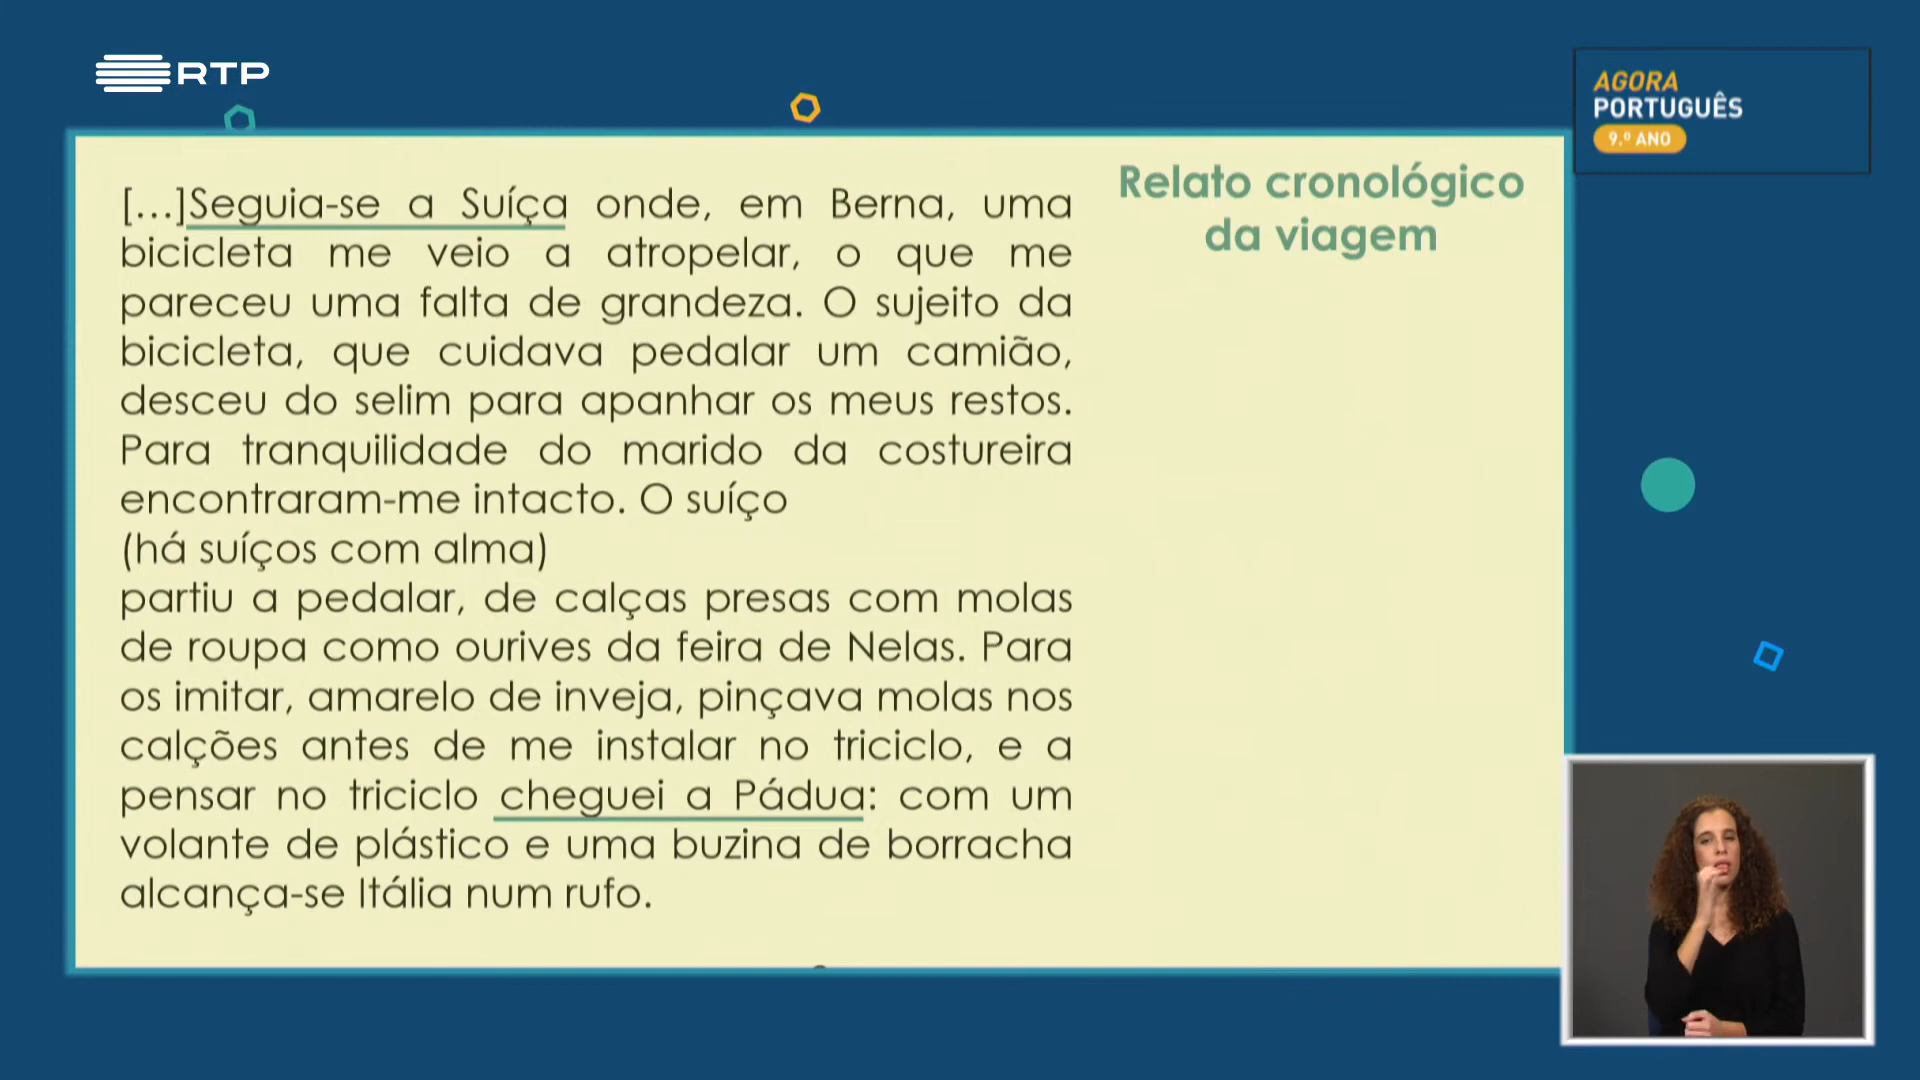 RTP
AGORA
PORTUGUÊS
9.º ANO
Relato cronológico
da viagem
[...]Seguia-se a Suíça onde, em Berna, uma
bicicleta me veio a atropelar, o que me
pareceu uma falta de grandeza. O sujeito da
bicicleta, que cuidava pedalar um camião,
desceu do selim para apanhar os meus restos.
Para tranquilidade do marido da costureira
encontraram-me intacto. O suíço
(há suíços com alma)
partiu a pedalar, de calças presas com molas
de roupa como ourives da feira de Nelas. Para
os imitar, amarelo de inveja, pinçava molas nos
calções antes de me instalar no triciclo, e a
pensar no triciclo cheguei a Pádua: com um
volante de plástico e uma buzina de borracha
alcança-se Itália num rufo.